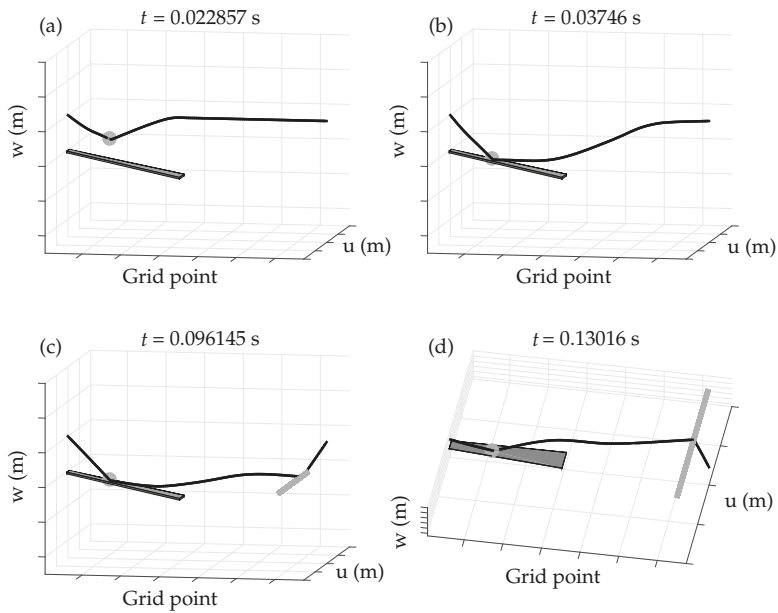 (a)
t = 0.022857 s
w (m)
Grid point
u (m)
(b)
t = 0.03746 s
w (m)
Grid point
u (m)
(c)
t = 0.096145 s
w (m)
Grid point
u (m)
(d)
t = 0.13016 s
w (m)
Grid point
u (m)